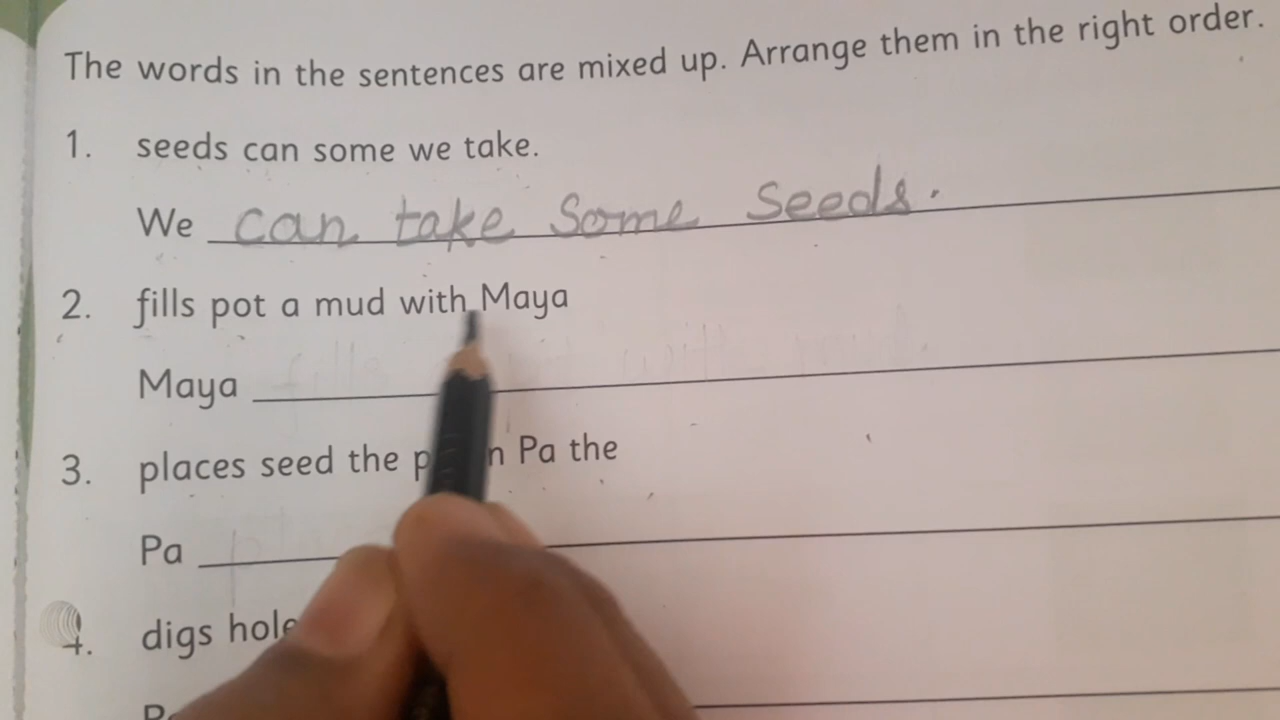 The words in the sentences are mixed up. Arrange them in the right order.
1. seeds can some we take.
We can take some seeds.
2. fills pot a mud with Maya
Maya
3. places seed the Pa the
Pa
4. digs hole